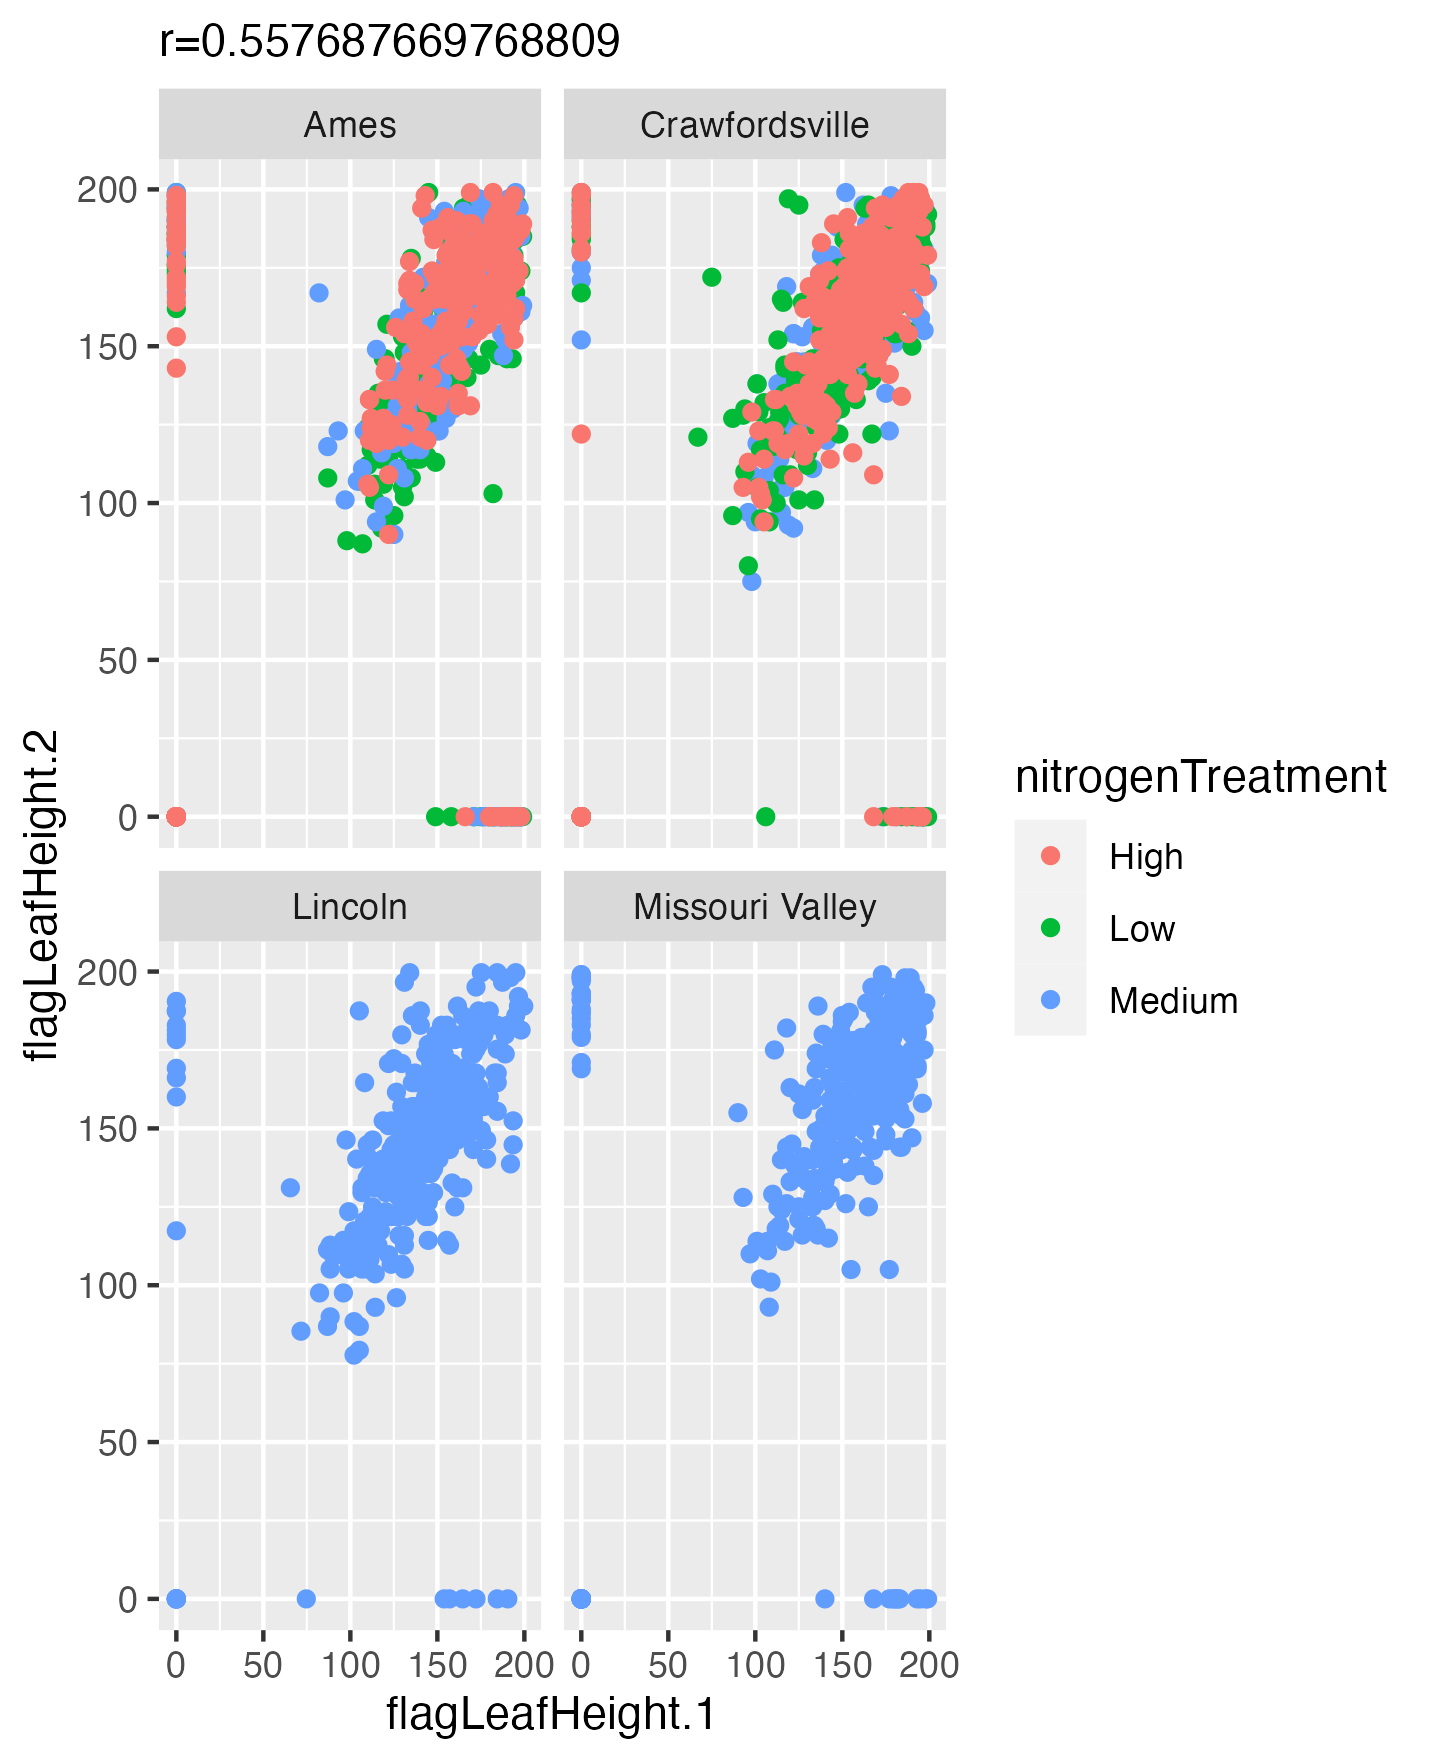 r=0.557687669768809
Ames
Crawfordsville
200
150
100
50
0
Lincoln
Missouri Valley
200
150
100
50
0
0 50 100 150 200 0 50 100 150 200
flagLeafHeight.1
flagLeafHeight.2
nitrogenTreatment
High
Low
Medium